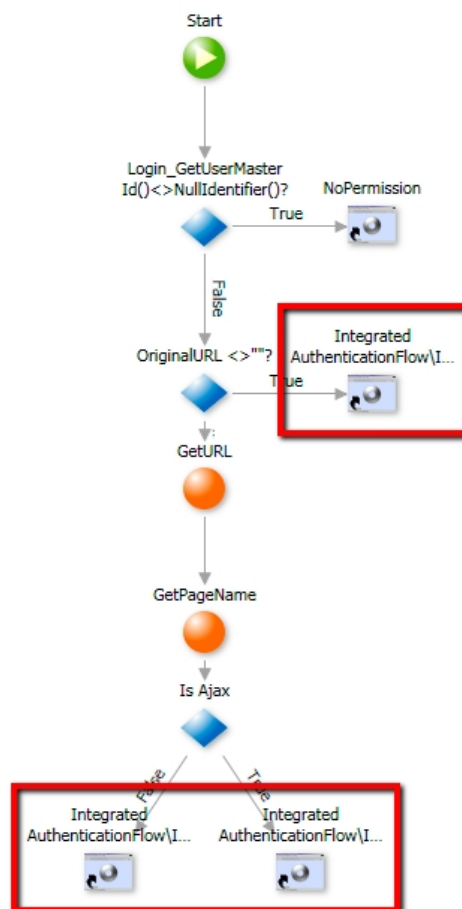 Start
Login_GetUserMaster
Id()<>NullIdentifier()?
NoPermission
True
False
Integrated
AuthenticationFlow\I...
OriginalURL <>""?
True
GetURL
GetPageName
Is Ajax
False
True
Integrated
AuthenticationFlow\I...
Integrated
AuthenticationFlow\I...